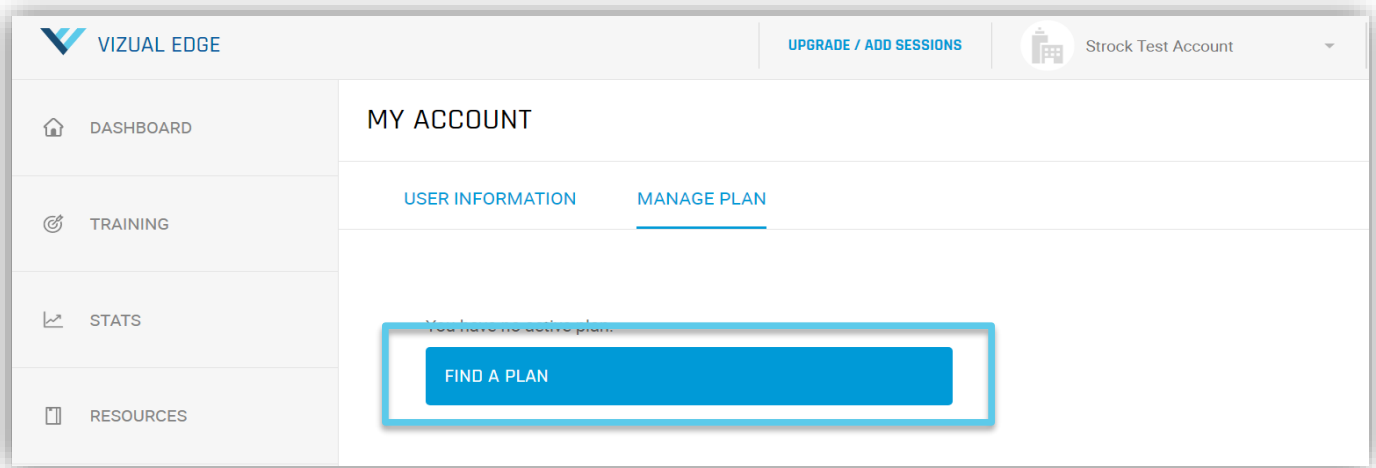 VIZUAL EDGE
UPGRADE / ADD SESSIONS
Strock Test Account
DASHBOARD
TRAINING
STATS
RESOURCES
MY ACCOUNT
USER INFORMATION
MANAGE PLAN
You have no active plan.
FIND A PLAN